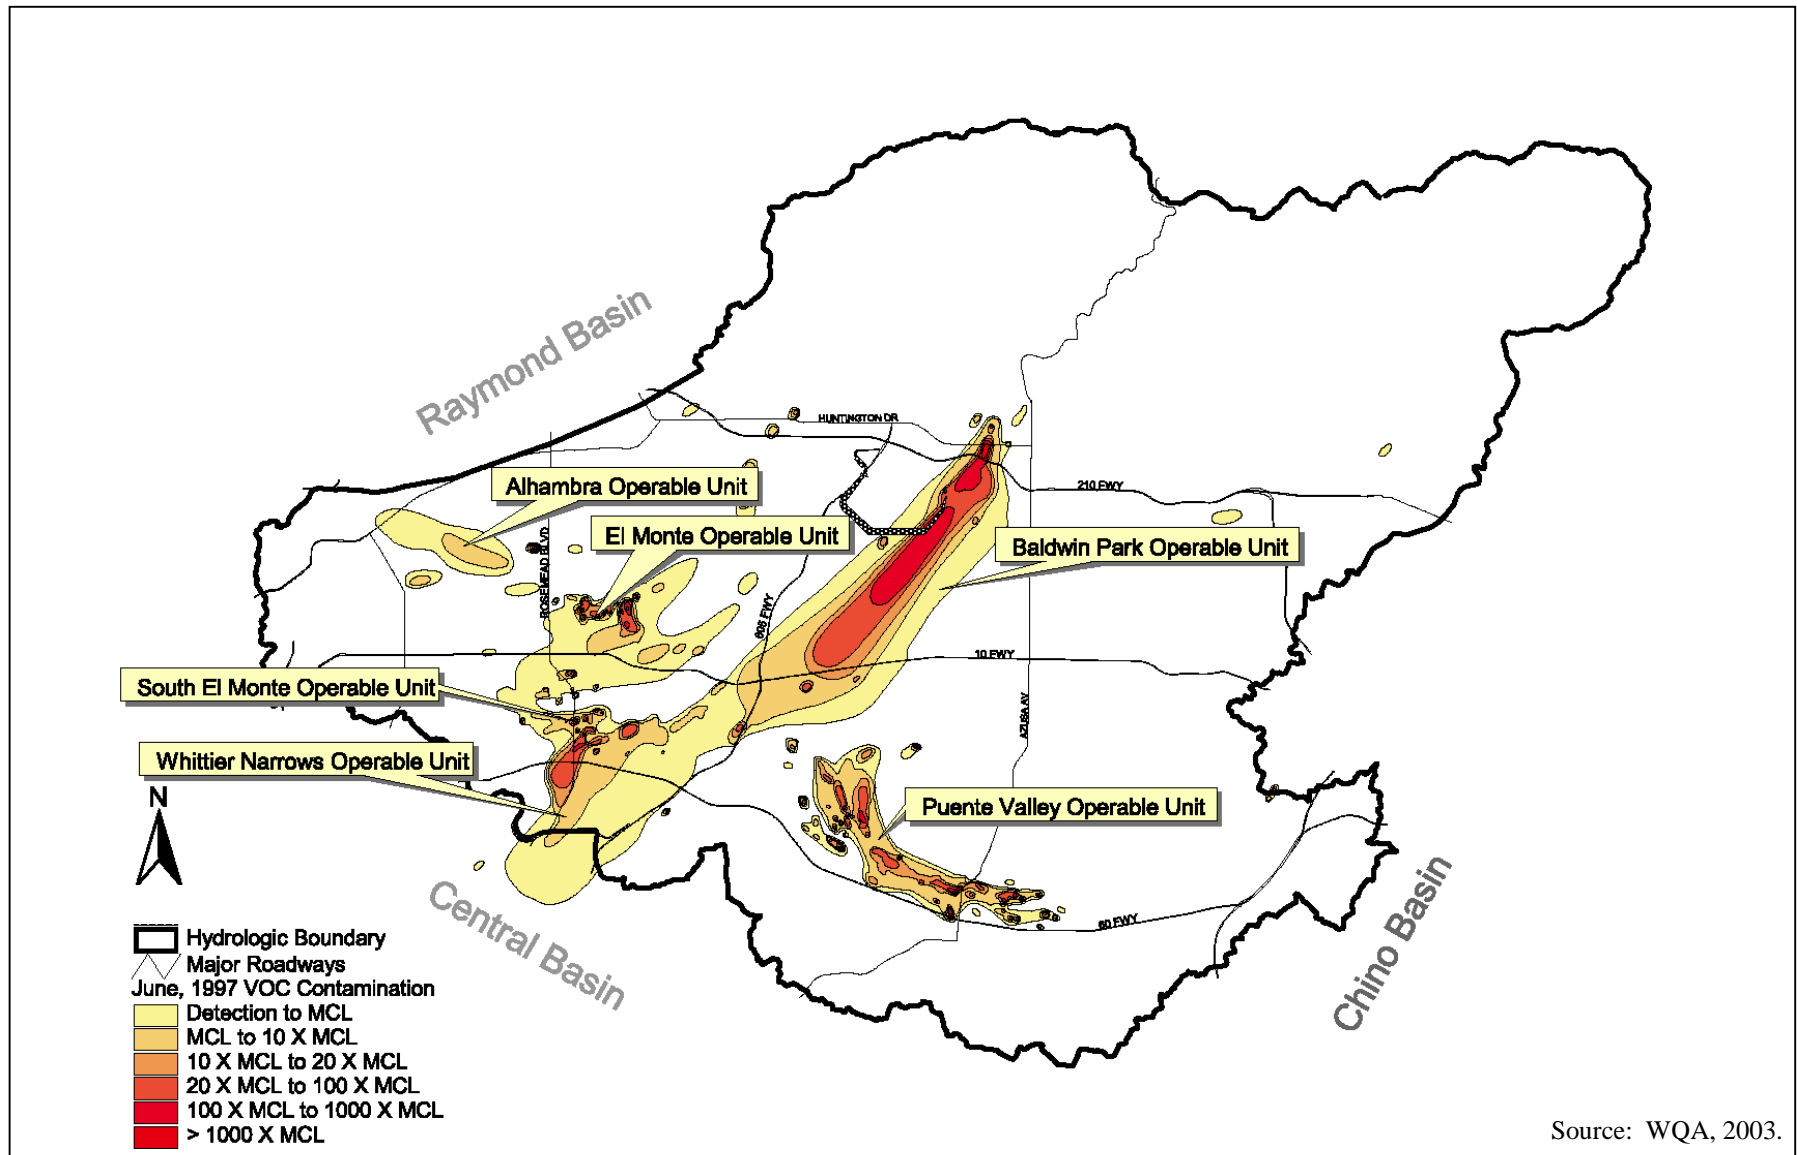 Raymond Basin
HUNTINGTON DR
Alhambra Operable Unit
210 FWY
El Monte Operable Unit
Baldwin Park Operable Unit
ROSEMEAD BLVD
605 FWY
10 FWY
South El Monte Operable Unit
AZUSA AV
Whittier Narrows Operable Unit
Puente Valley Operable Unit
N
60 FWY
Central Basin
Chino Basin
Hydrologic Boundary
Major Roadways
June, 1997 VOC Contamination
Detection to MCL
MCL to 10 X MCL
10 X MCL to 20 X MCL
20 X MCL to 100 X MCL
100 X MCL to 1000 X MCL
> 1000 X MCL
Source: WQA, 2003.